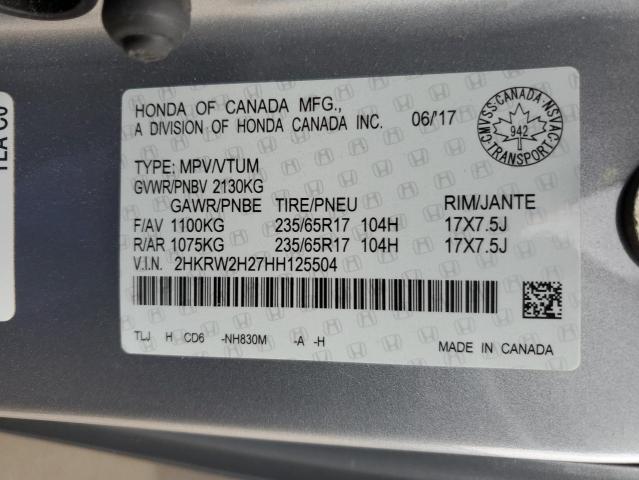 HONDA OF CANADA MFG.,
A DIVISION OF HONDA CANADA INC. 06/17
CMVSS·CANADA·NSVAC
942
TRANSPORT
TYPE: MPV/VTUM
GVWR/PNBV 2130KG
GAWR/PNBE TIRE/PNEU RIM/JANTE
F/AV 1100KG 235/65R17 104H 17X7.5J
R/AR 1075KG 235/65R17 104H 17X7.5J
V.I.N. 2HKRW2H27HH125504
TLJ H CD6 -NH830M -A -H
MADE IN CANADA